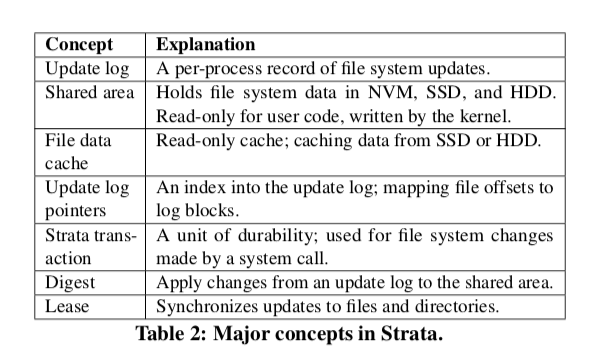 Concept Explanation
Update log A per-process record of file system updates.
Shared area Holds file system data in NVM, SSD, and HDD.
Read-only for user code, written by the kernel.
File data Read-only cache; caching data from SSD or HDD.
cache
Update log An index into the update log; mapping file offsets to
pointers log blocks.
Strata trans- A unit of durability; used for file system changes
action made by a system call.
Digest Apply changes from an update log to the shared area.
Lease Synchronizes updates to files and directories.
Table 2: Major concepts in Strata.